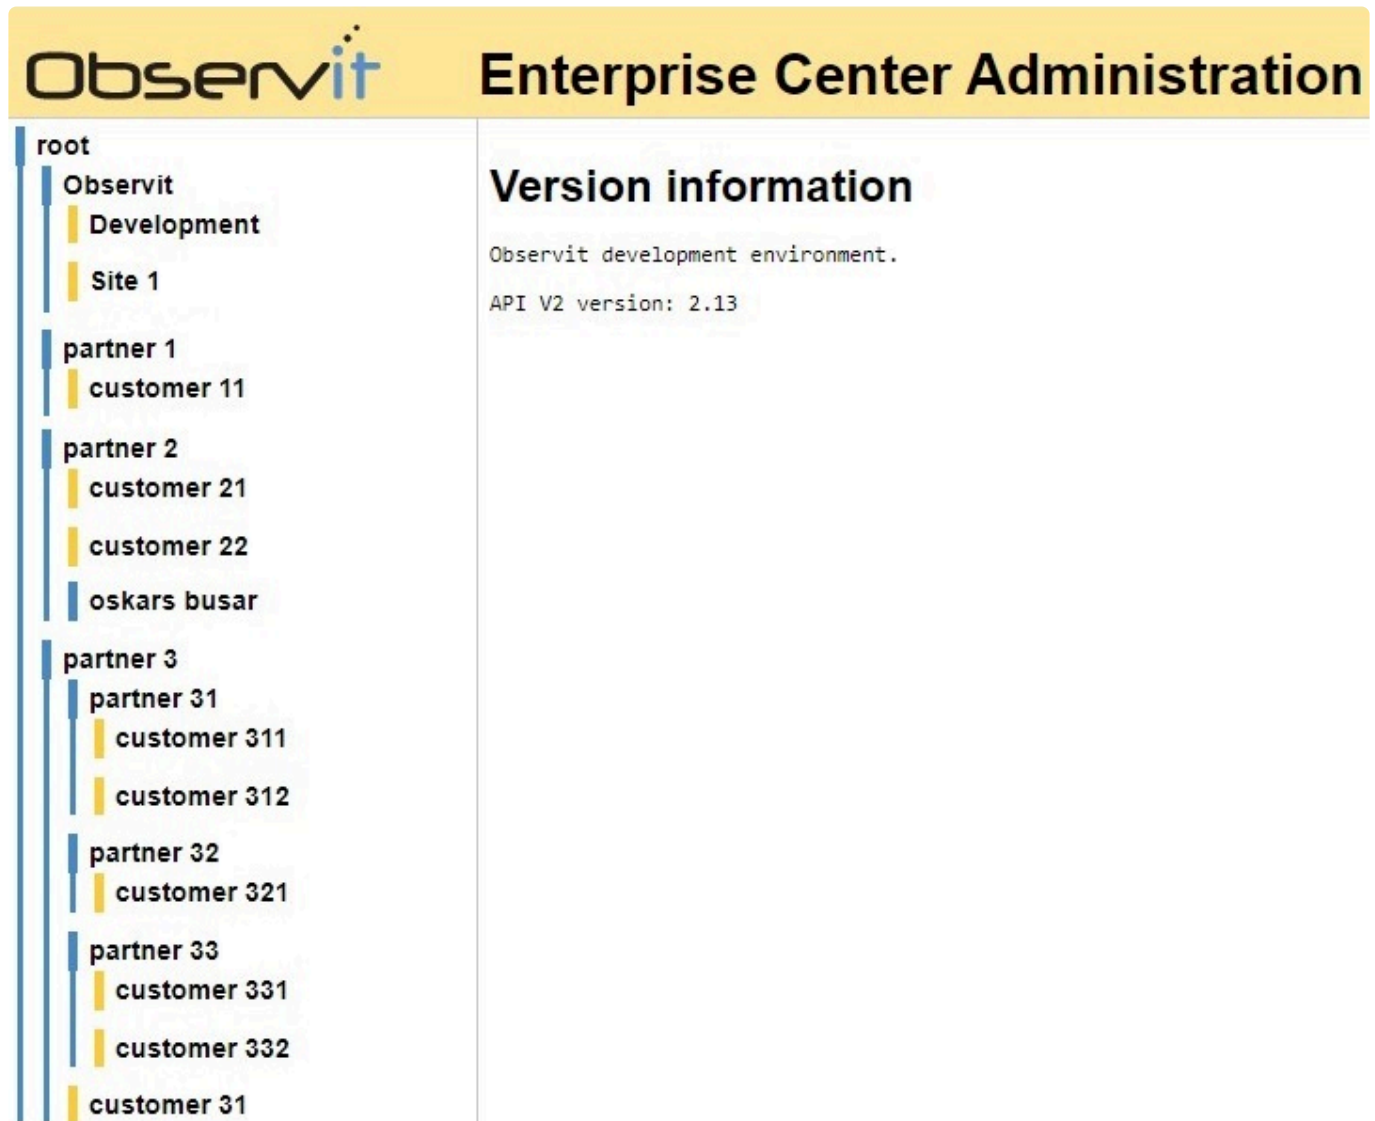 Observit
Enterprise Center Administration
root
Observit
Development
Site 1
partner 1
customer 11
partner 2
customer 21
customer 22
oskars busar
partner 3
partner 31
customer 311
customer 312
partner 32
customer 321
partner 33
customer 331
customer 332
customer 31
Version information
Observit development environment.
API V2 version: 2.13